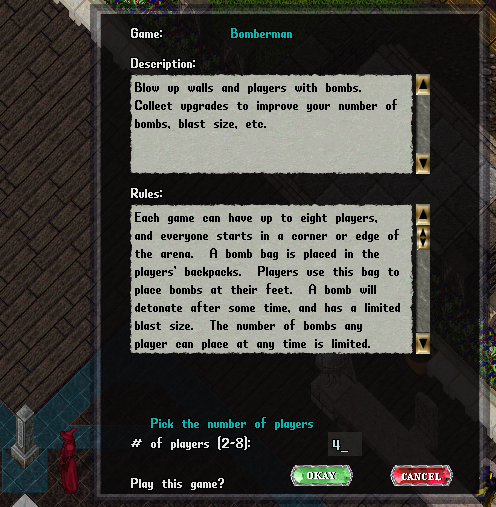 Game: Bomberman
Description:
Blow up walls and players with bombs.
Collect upgrades to improve your number of
bombs, blast size, etc.
Rules:
Each game can have up to eight players,
and everyone starts in a corner or edge of
the arena. A bomb bag is placed in the
players' backpacks. Players use this bag to
place bombs at their feet. A bomb will
detonate after some time, and has a limited
blast size. The number of bombs any
player can place at any time is limited.
Pick the number of players
# of players (2-8): 4_
Play this game? OKAY CANCEL